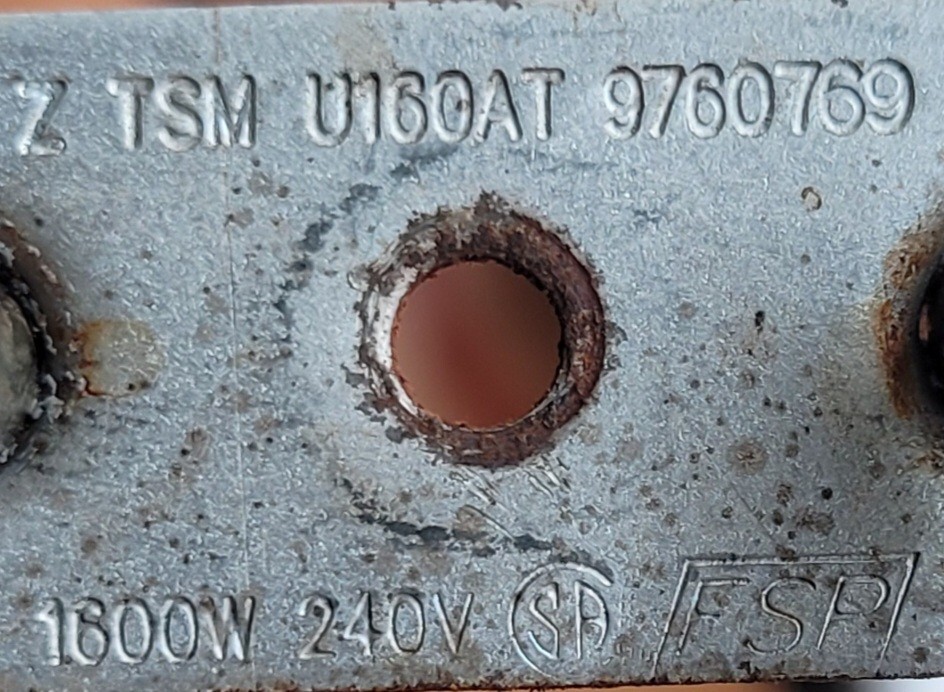 Z TSM U160AT 9760769
1600W 240V SA FSP